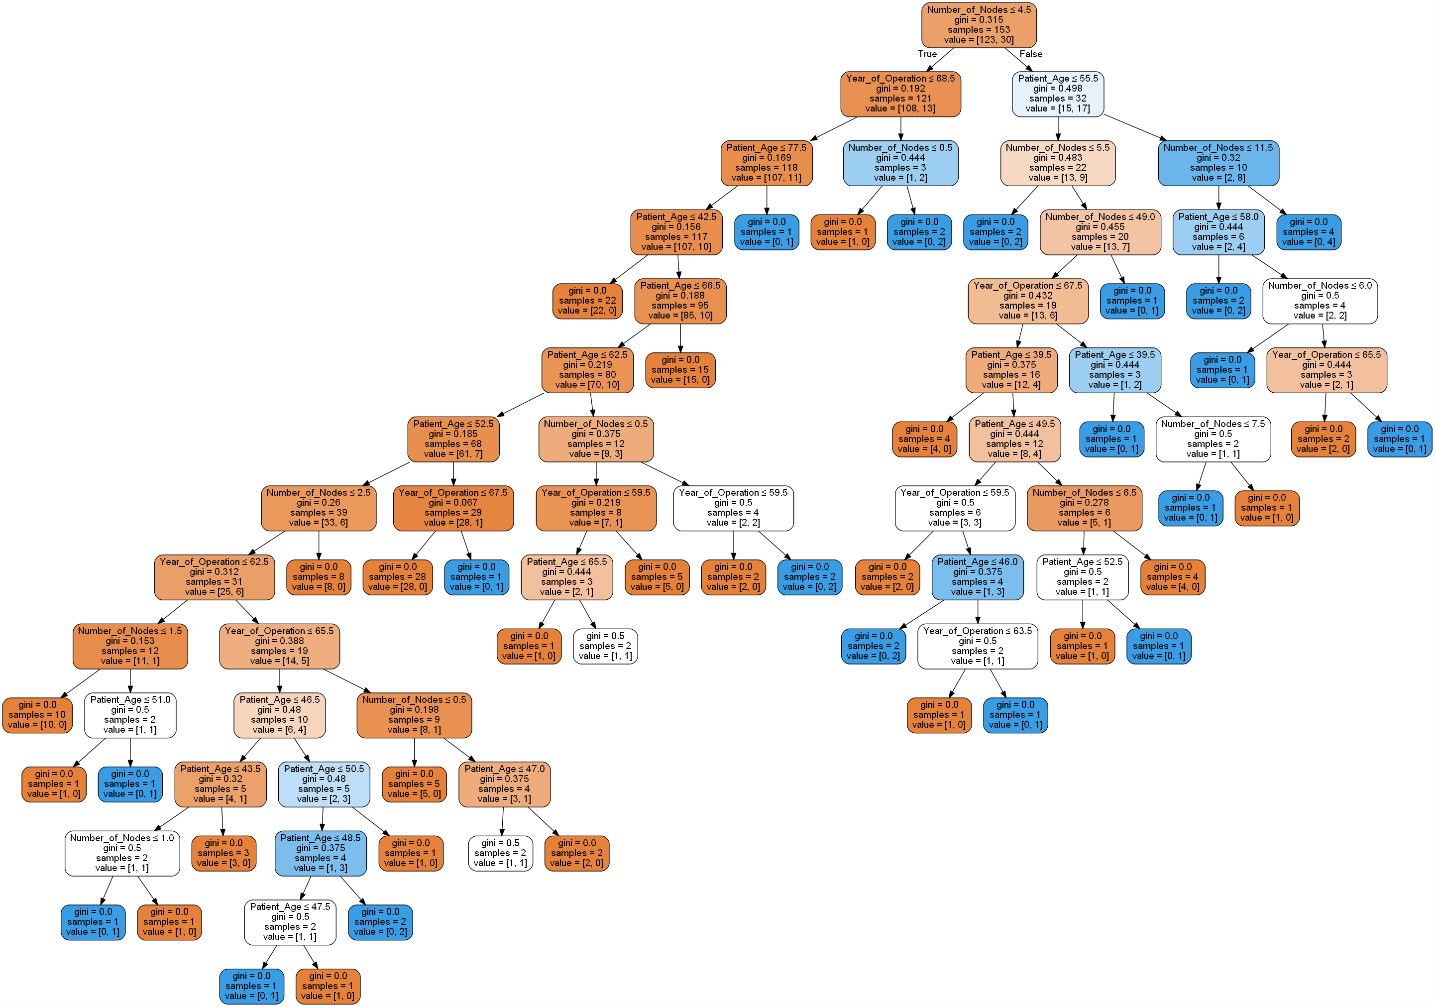 Number_of_Nodes ≤ 4.5
gini = 0.315
samples = 153
value = [123, 30]
True
False
Year_of_Operation ≤ 68.5
gini = 0.192
samples = 121
value = [108, 13]
Patient_Age ≤ 55.5
gini = 0.498
samples = 32
value = [15, 17]
Patient_Age ≤ 77.5
gini = 0.169
samples = 118
value = [107, 11]
Number_of_Nodes ≤ 0.5
gini = 0.444
samples = 3
value = [1, 2]
Number_of_Nodes ≤ 5.5
gini = 0.483
samples = 22
value = [13, 9]
Number_of_Nodes ≤ 11.5
gini = 0.32
samples = 10
value = [2, 8]
Patient_Age ≤ 42.5
gini = 0.156
samples = 117
value = [107, 10]
gini = 0.0
samples = 1
value = [0, 1]
gini = 0.0
samples = 1
value = [1, 0]
gini = 0.0
samples = 2
value = [0, 2]
gini = 0.0
samples = 2
value = [0, 2]
Number_of_Nodes ≤ 49.0
gini = 0.455
samples = 20
value = [13, 7]
Patient_Age ≤ 58.0
gini = 0.444
samples = 6
value = [2, 4]
gini = 0.0
samples = 4
value = [0, 4]
gini = 0.0
samples = 22
value = [22, 0]
Patient_Age ≤ 66.5
gini = 0.188
samples = 95
value = [85, 10]
Year_of_Operation ≤ 67.5
gini = 0.432
samples = 19
value = [13, 6]
gini = 0.0
samples = 1
value = [0, 1]
gini = 0.0
samples = 2
value = [0, 2]
Number_of_Nodes ≤ 6.0
gini = 0.5
samples = 4
value = [2, 2]
Patient_Age ≤ 62.5
gini = 0.219
samples = 80
value = [70, 10]
gini = 0.0
samples = 15
value = [15, 0]
Patient_Age ≤ 39.5
gini = 0.375
samples = 16
value = [12, 4]
Patient_Age ≤ 39.5
gini = 0.444
samples = 3
value = [1, 2]
gini = 0.0
samples = 1
value = [0, 1]
Year_of_Operation ≤ 65.5
gini = 0.444
samples = 3
value = [2, 1]
Patient_Age ≤ 52.5
gini = 0.185
samples = 68
value = [61, 7]
Number_of_Nodes ≤ 0.5
gini = 0.375
samples = 12
value = [9, 3]
gini = 0.0
samples = 4
value = [4, 0]
Patient_Age ≤ 49.5
gini = 0.444
samples = 12
value = [8, 4]
gini = 0.0
samples = 1
value = [0, 1]
Number_of_Nodes ≤ 7.5
gini = 0.5
samples = 2
value = [1, 1]
gini = 0.0
samples = 2
value = [2, 0]
gini = 0.0
samples = 1
value = [0, 1]
Number_of_Nodes ≤ 2.5
gini = 0.26
samples = 39
value = [33, 6]
Year_of_Operation ≤ 67.5
gini = 0.067
samples = 29
value = [28, 1]
Year_of_Operation ≤ 59.5
gini = 0.219
samples = 8
value = [7, 1]
Year_of_Operation ≤ 59.5
gini = 0.5
samples = 4
value = [2, 2]
Year_of_Operation ≤ 59.5
gini = 0.5
samples = 6
value = [3, 3]
Number_of_Nodes ≤ 6.5
gini = 0.278
samples = 6
value = [5, 1]
gini = 0.0
samples = 1
value = [0, 1]
gini = 0.0
samples = 1
value = [1, 0]
Year_of_Operation ≤ 62.5
gini = 0.312
samples = 31
value = [25, 6]
gini = 0.0
samples = 8
value = [8, 0]
gini = 0.0
samples = 28
value = [28, 0]
gini = 0.0
samples = 1
value = [0, 1]
Patient_Age ≤ 65.5
gini = 0.444
samples = 3
value = [2, 1]
gini = 0.0
samples = 5
value = [5, 0]
gini = 0.0
samples = 2
value = [2, 0]
gini = 0.0
samples = 2
value = [0, 2]
gini = 0.0
samples = 2
value = [2, 0]
Patient_Age ≤ 46.0
gini = 0.375
samples = 4
value = [1, 3]
Patient_Age ≤ 52.5
gini = 0.5
samples = 2
value = [1, 1]
gini = 0.0
samples = 4
value = [4, 0]
Number_of_Nodes ≤ 1.5
gini = 0.153
samples = 12
value = [11, 1]
Year_of_Operation ≤ 65.5
gini = 0.388
samples = 19
value = [14, 5]
gini = 0.0
samples = 1
value = [1, 0]
gini = 0.5
samples = 2
value = [1, 1]
gini = 0.0
samples = 2
value = [0, 2]
Year_of_Operation ≤ 63.5
gini = 0.5
samples = 2
value = [1, 1]
gini = 0.0
samples = 1
value = [1, 0]
gini = 0.0
samples = 1
value = [0, 1]
gini = 0.0
samples = 10
value = [10, 0]
Patient_Age ≤ 51.0
gini = 0.5
samples = 2
value = [1, 1]
Patient_Age ≤ 46.5
gini = 0.48
samples = 10
value = [6, 4]
Number_of_Nodes ≤ 0.5
gini = 0.198
samples = 9
value = [8, 1]
gini = 0.0
samples = 1
value = [1, 0]
gini = 0.0
samples = 1
value = [0, 1]
gini = 0.0
samples = 1
value = [1, 0]
gini = 0.0
samples = 1
value = [0, 1]
Patient_Age ≤ 43.5
gini = 0.32
samples = 5
value = [4, 1]
Patient_Age ≤ 50.5
gini = 0.48
samples = 5
value = [2, 3]
gini = 0.0
samples = 5
value = [5, 0]
Patient_Age ≤ 47.0
gini = 0.375
samples = 4
value = [3, 1]
Number_of_Nodes ≤ 1.0
gini = 0.5
samples = 2
value = [1, 1]
gini = 0.0
samples = 3
value = [3, 0]
Patient_Age ≤ 48.5
gini = 0.375
samples = 4
value = [1, 3]
gini = 0.0
samples = 1
value = [1, 0]
gini = 0.5
samples = 2
value = [1, 1]
gini = 0.0
samples = 2
value = [2, 0]
gini = 0.0
samples = 1
value = [0, 1]
gini = 0.0
samples = 1
value = [1, 0]
Patient_Age ≤ 47.5
gini = 0.5
samples = 2
value = [1, 1]
gini = 0.0
samples = 2
value = [0, 2]
gini = 0.0
samples = 1
value = [0, 1]
gini = 0.0
samples = 1
value = [1, 0]